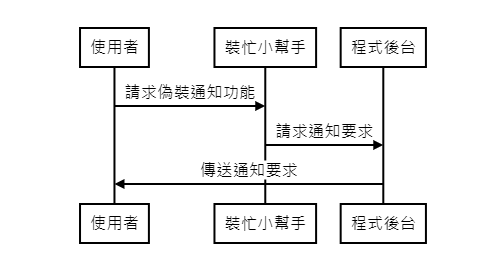 使用者
裝忙小幫手
程式後台
請求偽裝通知功能
請求通知要求
傳送通知要求
使用者
裝忙小幫手
程式後台